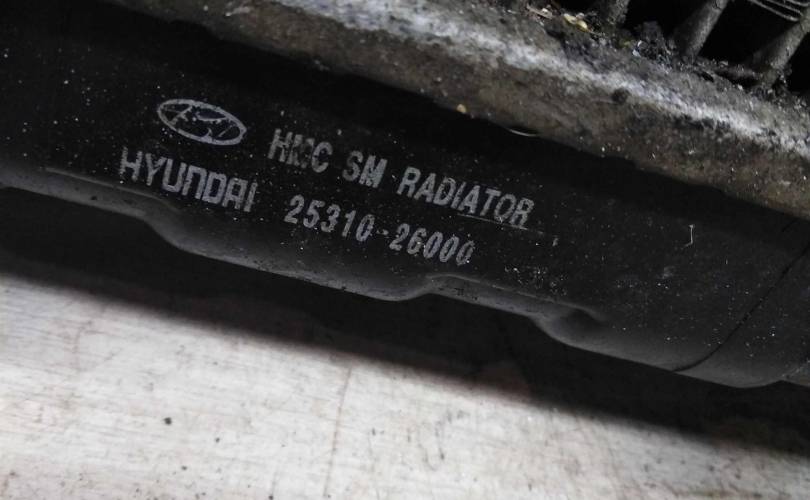 HMC SM RADIATOR
HYUNDAI 25310-26000